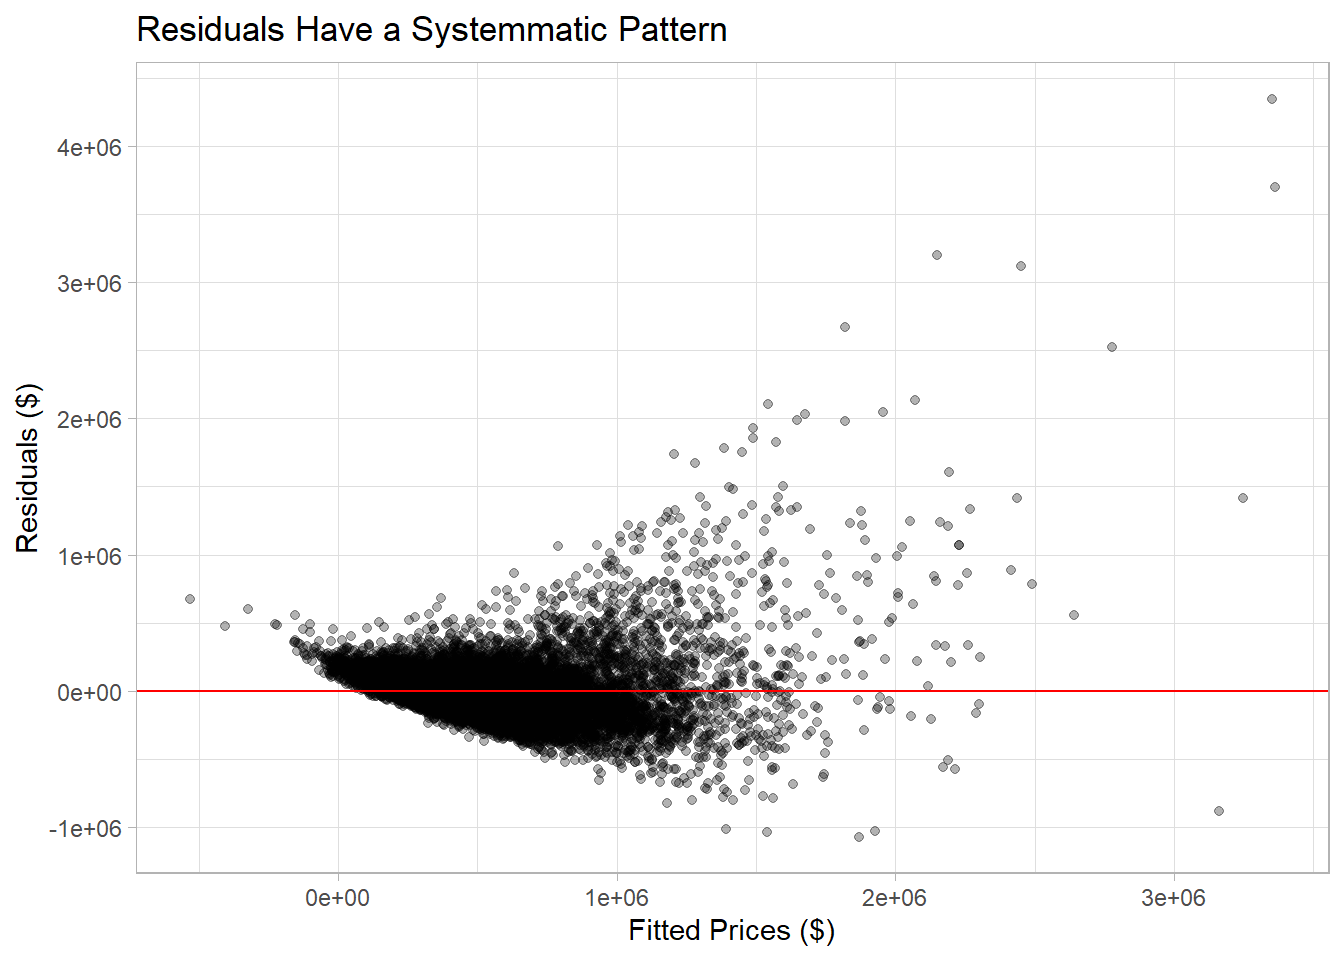 Residuals Have a Systemmatic Pattern
Residuals ($)
4e+06
3e+06
2e+06
1e+06
0e+00
-1e+06
0e+00 1e+06 2e+06 3e+06
Fitted Prices ($)